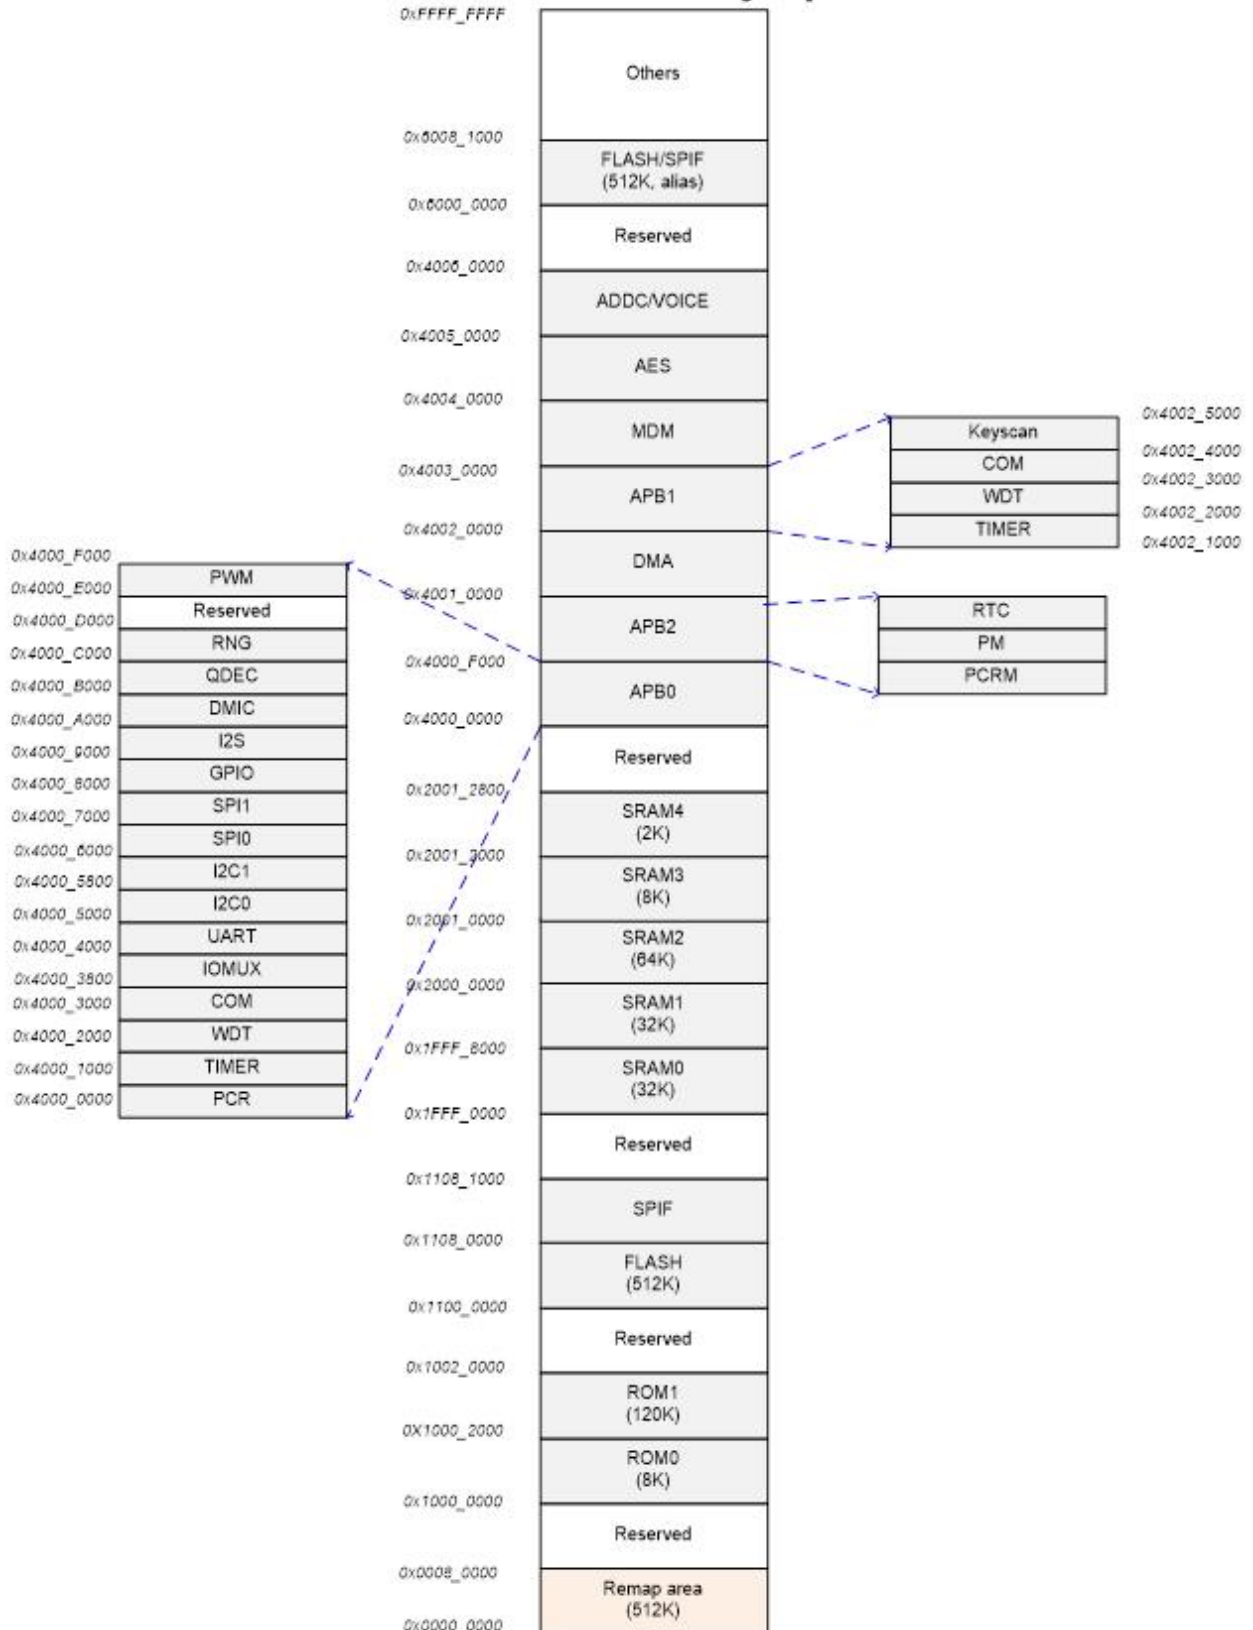 0xFFFF_FFFF
Others
0x6008_1000
FLASH/SPIF
(512K, alias)
0x6000_0000
Reserved
0x4006_0000
ADDC/VOICE
0x4005_0000
AES
0x4004_0000
MDM
0x4003_0000
APB1
0x4002_0000
DMA
0x4001_0000
APB2
0x4000_F000
APB0
0x4000_0000
Reserved
0x2001_2800
SRAM4
(2K)
0x2001_2000
SRAM3
(8K)
0x2001_0000
SRAM2
(64K)
0x2000_0000
SRAM1
(32K)
0x1FFF_8000
SRAM0
(32K)
0x1FFF_0000
Reserved
0x1108_1000
SPIF
0x1108_0000
FLASH
(512K)
0x1100_0000
Reserved
0x1002_0000
ROM1
(120K)
0X1000_2000
ROM0
(8K)
0x1000_0000
Reserved
0x0008_0000
Remap area
(512K)
0x0000_0000
0x4002_5000
Keyscan
0x4002_4000
COM
0x4002_3000
WDT
0x4002_2000
TIMER
0x4002_1000
RTC
PM
PCRM
0x4000_F000
PWM
0x4000_E000
Reserved
0x4000_D000
RNG
0x4000_C000
QDEC
0x4000_B000
DMIC
0x4000_A000
I2S
0x4000_9000
GPIO
0x4000_8000
SPI1
0x4000_7000
SPI0
0x4000_6000
I2C1
0x4000_5800
I2C0
0x4000_5000
UART
0x4000_4000
IOMUX
0x4000_3800
COM
0x4000_3000
WDT
0x4000_2000
TIMER
0x4000_1000
PCR
0x4000_0000